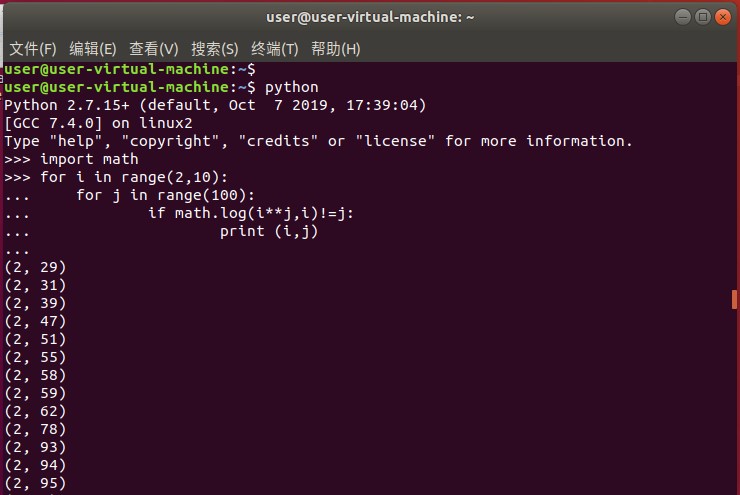 user@user-virtual-machine: ~
文件(F) 编辑(E) 查看(V) 搜索(S) 终端(T) 帮助(H)
user@user-virtual-machine:~$
user@user-virtual-machine:~$ python
Python 2.7.15+ (default, Oct  7 2019, 17:39:04)
[GCC 7.4.0] on linux2
Type "help", "copyright", "credits" or "license" for more information.
>>> import math
>>> for i in range(2,10):
...     for j in range(100):
...             if math.log(i**j,i)!=j:
...                     print (i,j)
...
(2, 29)
(2, 31)
(2, 39)
(2, 47)
(2, 51)
(2, 55)
(2, 58)
(2, 59)
(2, 62)
(2, 78)
(2, 93)
(2, 94)
(2, 95)